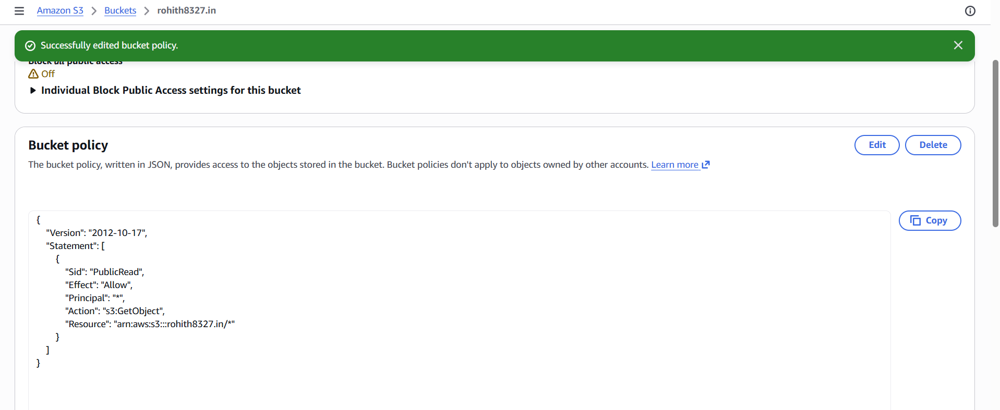 Amazon S3 > Buckets > rohith8327.in
Successfully edited bucket policy.
Block all public access
Off
Individual Block Public Access settings for this bucket
Bucket policy
Edit
Delete
The bucket policy, written in JSON, provides access to the objects stored in the bucket. Bucket policies don't apply to objects owned by other accounts. Learn more
Copy
{
    "Version": "2012-10-17",
    "Statement": [
        {
            "Sid": "PublicRead",
            "Effect": "Allow",
            "Principal": "*",
            "Action": "s3:GetObject",
            "Resource": "arn:aws:s3:::rohith8327.in/*"
        }
    ]
}